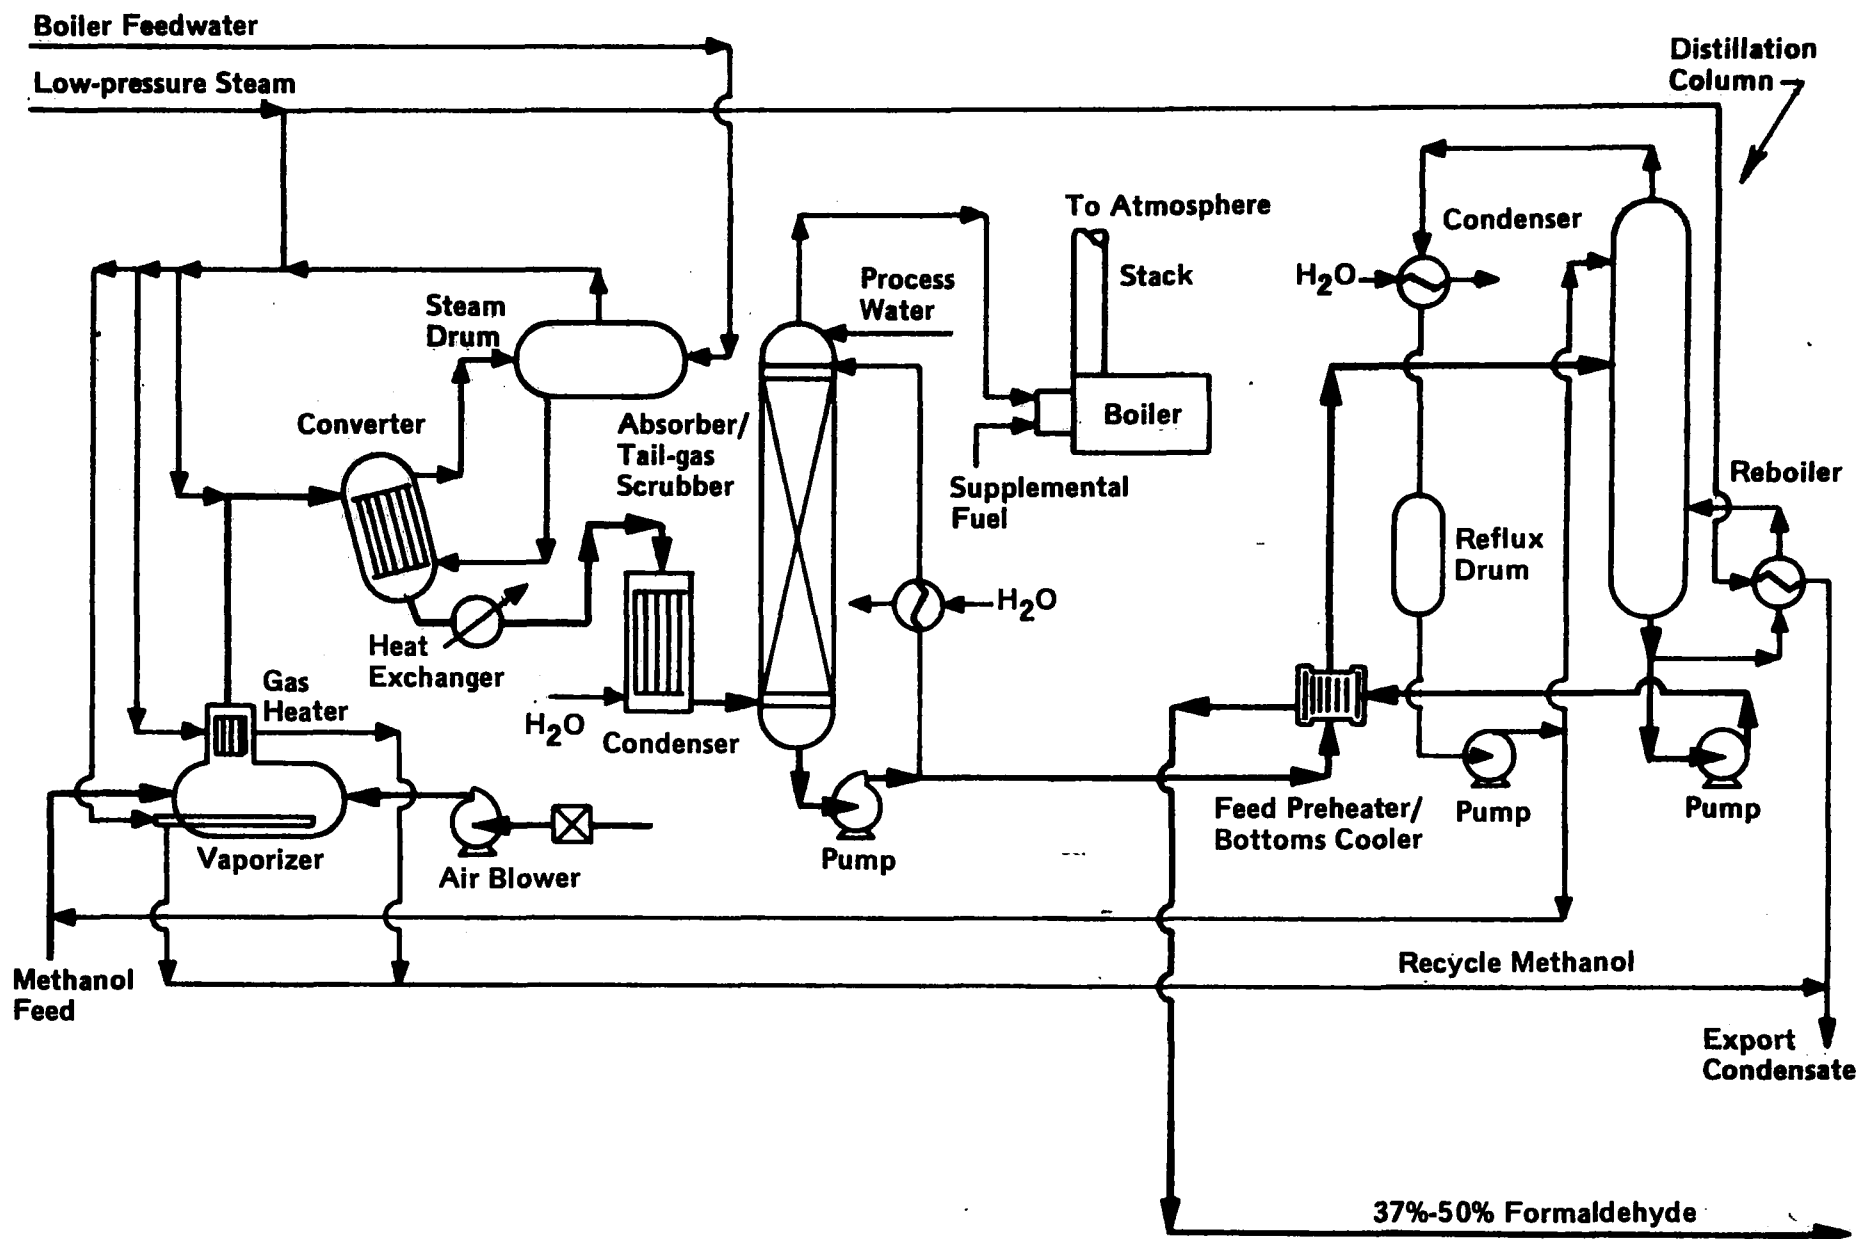 Boiler Feedwater
Low-pressure Steam
Distillation
Column
To Atmosphere
Condenser
Stack
H2O
Process
Water
Steam
Drum
Boiler
Converter
Absorber/
Tail-gas
Scrubber
Supplemental
Fuel
Reboiler
Reflux
Drum
H2O
Heat
Exchanger
Gas
Heater
H2O
Condenser
Feed Preheater/
Bottoms Cooler
Pump
Pump
Vaporizer
Air Blower
Pump
Methanol
Feed
Recycle Methanol
Export
Condensate
37%-50% Formaldehyde